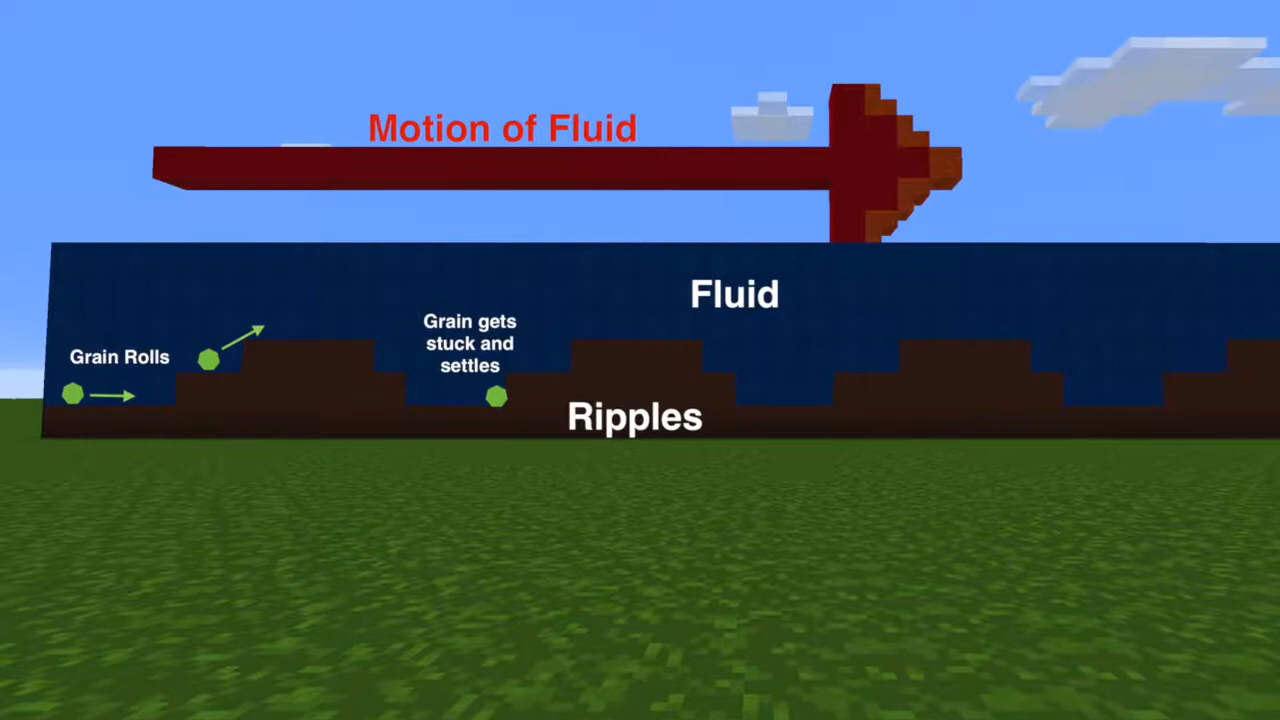 Motion of Fluid
Fluid
Grain gets
stuck and
settles
Grain Rolls
Ripples